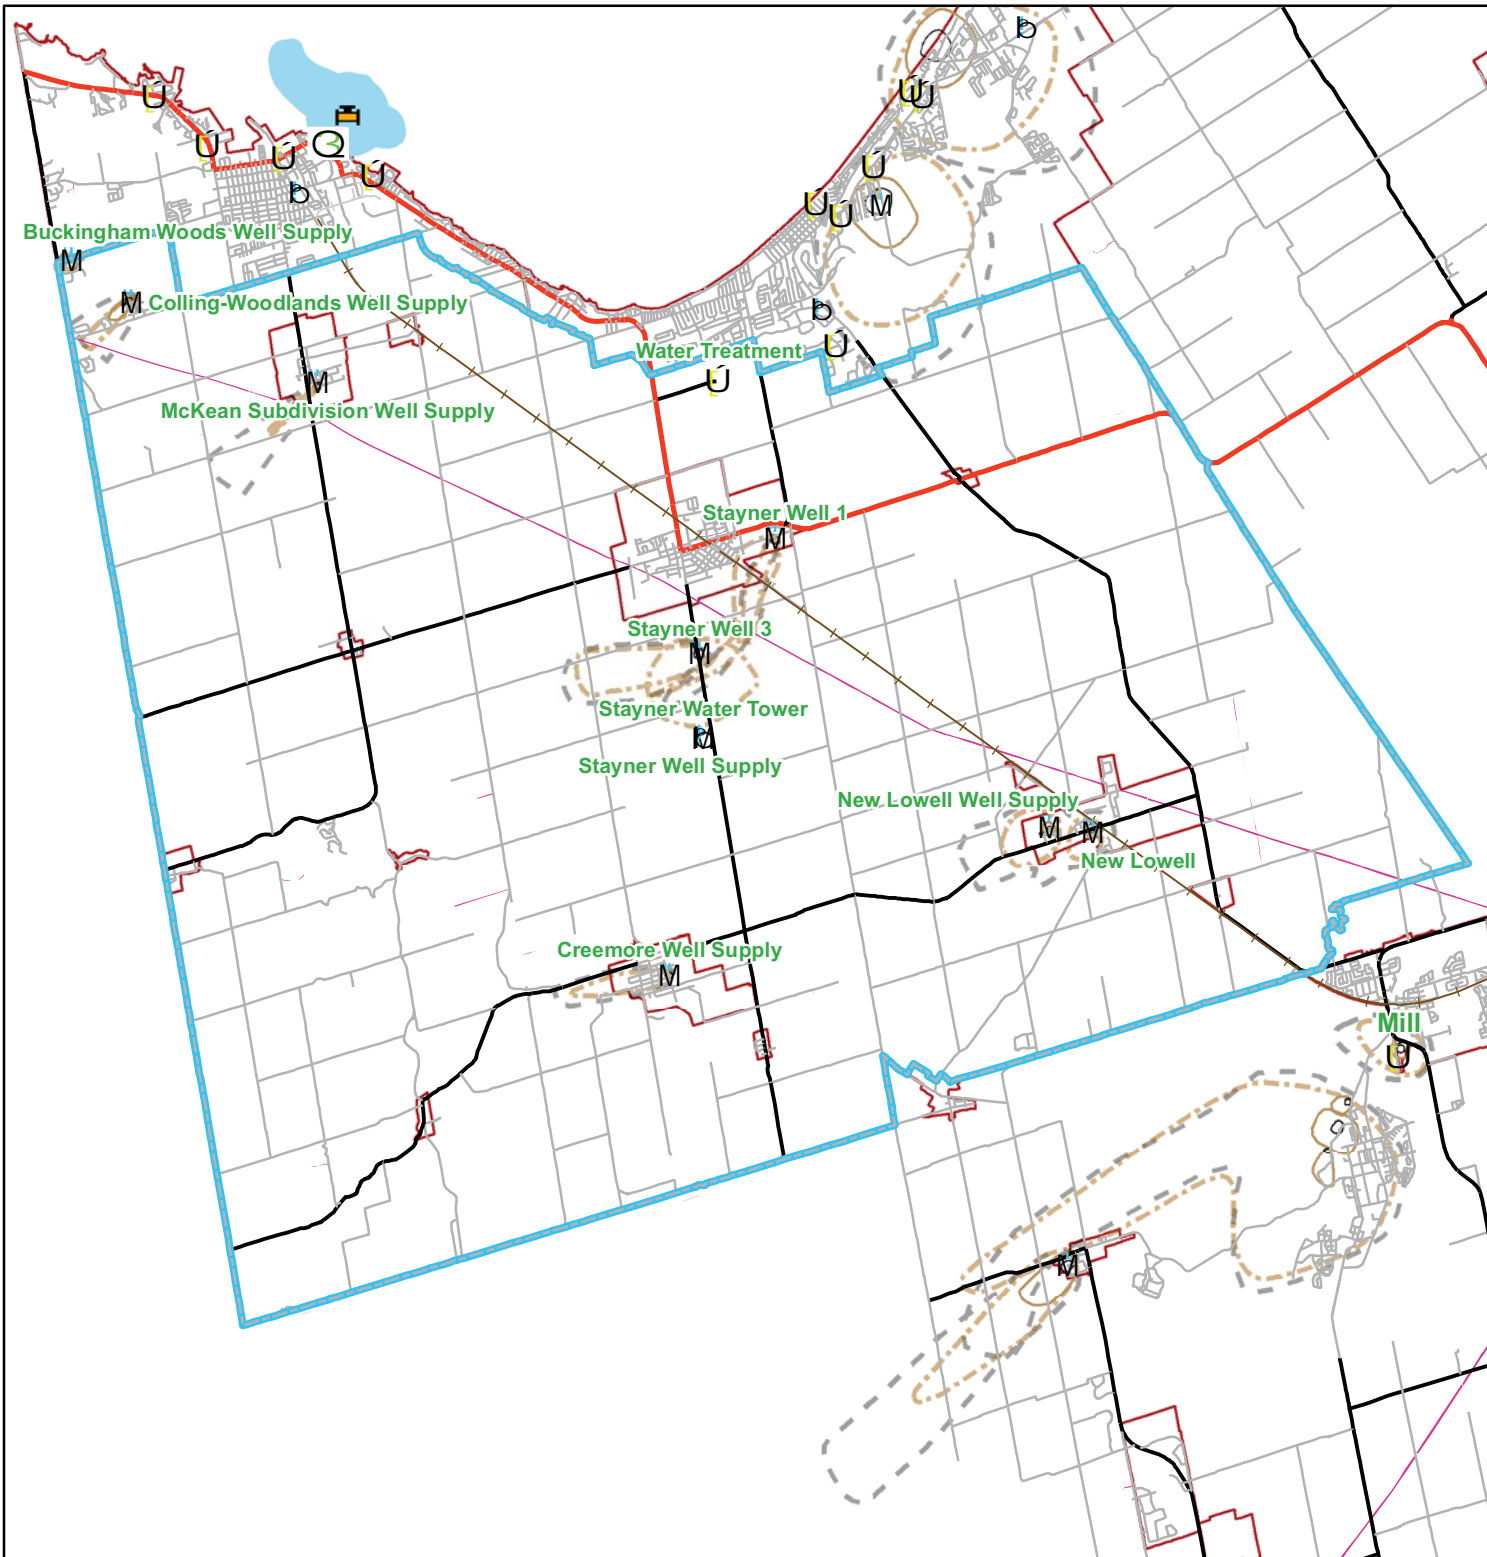 b
U
U
U
Ú
Q
Ú
Ú
Ú
b
U
U
M
U
Buckingham Woods Well Supply
M
M
Colling-Woodlands Well Supply
b
Ú
Water Treatment
Ú
M
McKean Subdivision Well Supply
Stayner Well 1
M
Stayner Well 3
M
Stayner Water Tower
M
Stayner Well Supply
New Lowell Well Supply
M
M
New Lowell
Creemore Well Supply
M
Mill
U
M